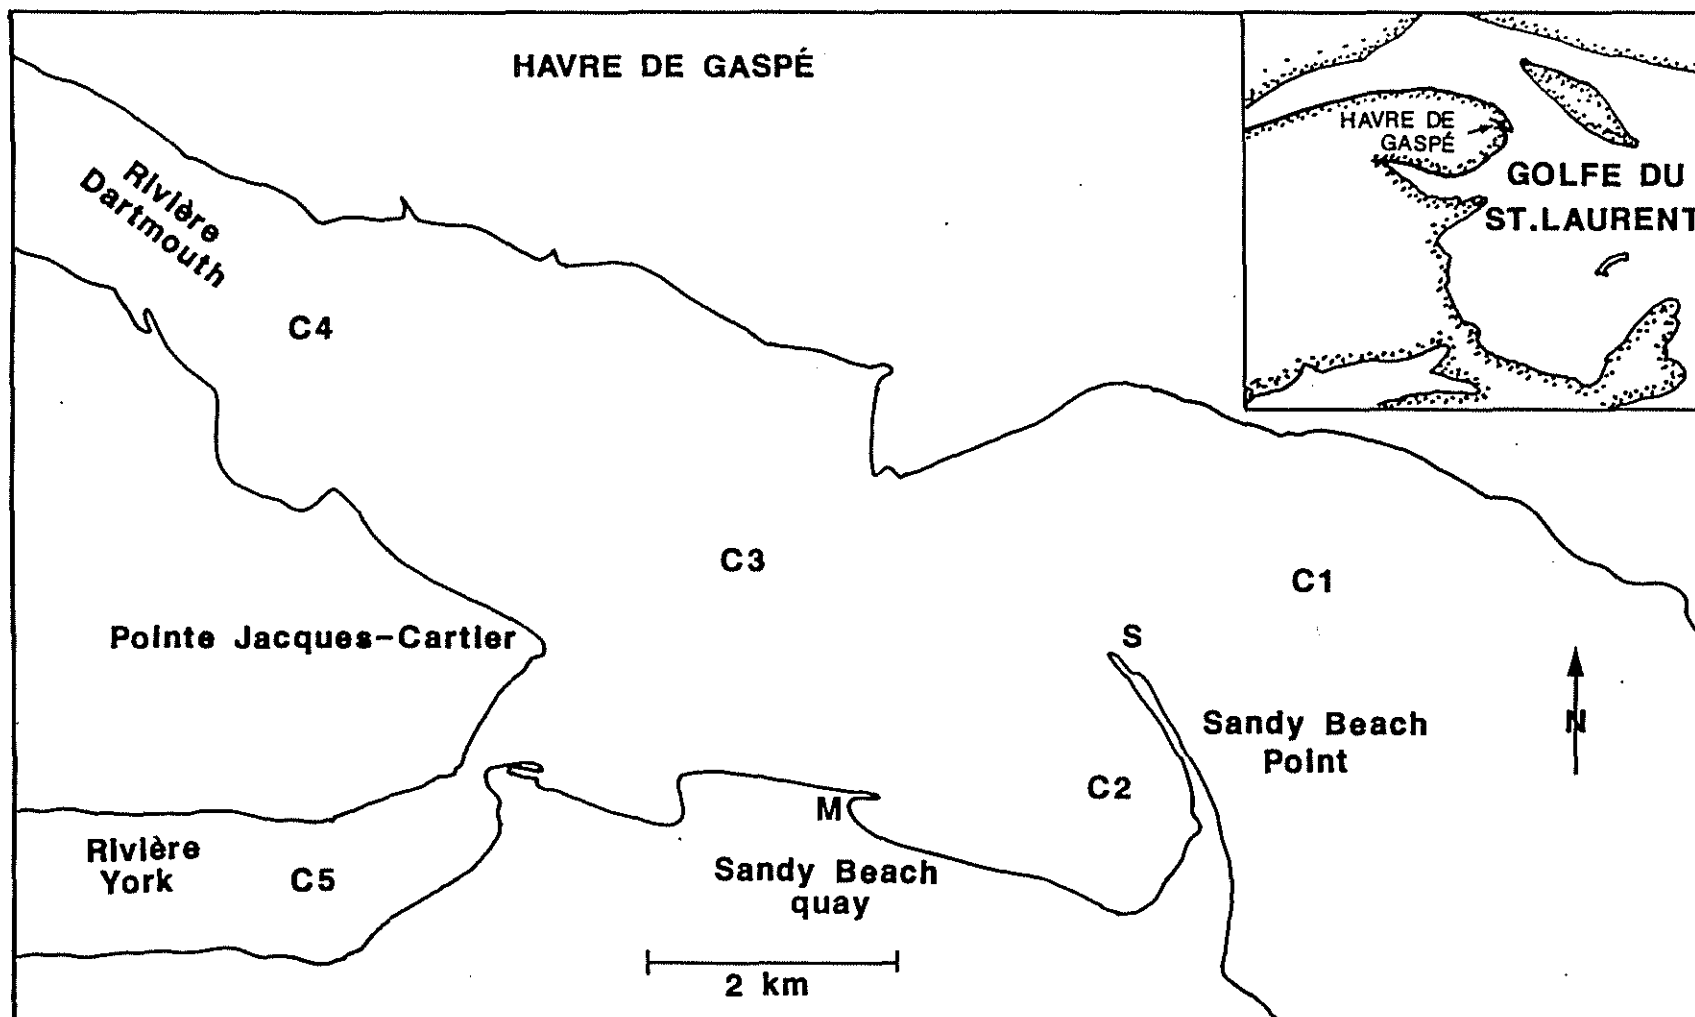 HAVRE DE GASPÉ
HAVRE DE
GASPÉ
GOLFE DU
ST.LAURENT
Rivière
Dartmouth
C4
C3
C1
Pointe Jacques-Cartier
S
Sandy Beach
Point
N
C2
M
Rivière
York
C5
Sandy Beach
quay
2 km